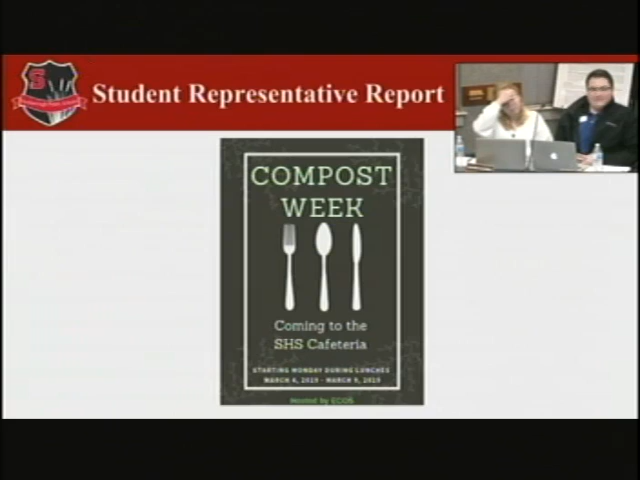 S
Student Representative Report
COMPOST
WEEK
Coming to the
SHS Cafeteria
STARTING MONDAY DURING LUNCHES
MARCH 4, 2019 - MARCH 9, 2019
Hosted by ECOS